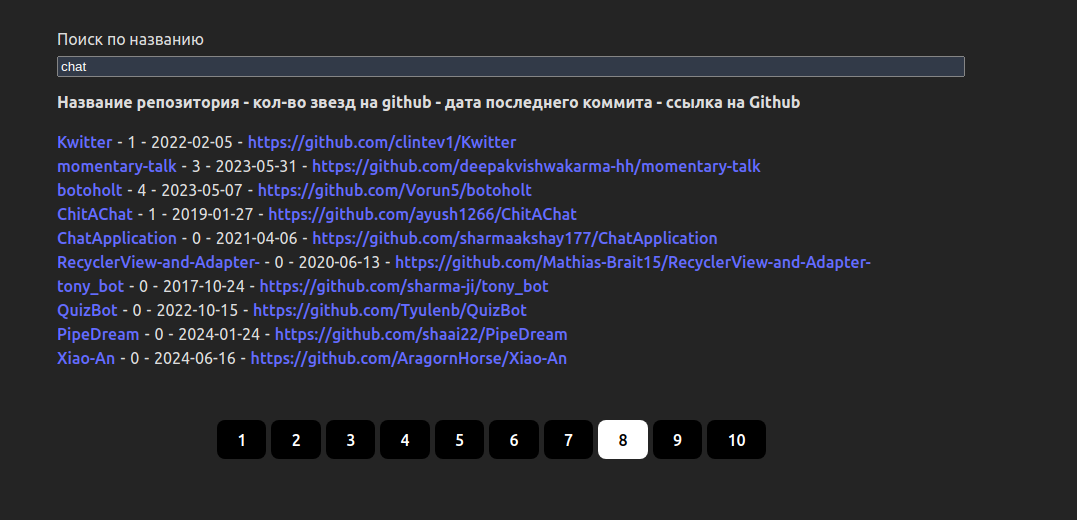 Поиск по названию
chat
Название репозитория - кол-во звезд на github - дата последнего коммита - ссылка на Github
Kwitter - 1 - 2022-02-05 - https://github.com/clintev1/Kwitter
momentary-talk - 3 - 2023-05-31 - https://github.com/deepakvishwakarma-hh/momentary-talk
botoholt - 4 - 2023-05-07 - https://github.com/Vorun5/botoholt
ChitAChat - 1 - 2019-01-27 - https://github.com/ayush1266/ChitAChat
ChatApplication - 0 - 2021-04-06 - https://github.com/sharmaakshay177/ChatApplication
RecyclerView-and-Adapter- - 0 - 2020-06-13 - https://github.com/Mathias-Brait15/RecyclerView-and-Adapter-
tony_bot - 0 - 2017-10-24 - https://github.com/sharma-ji/tony_bot
QuizBot - 0 - 2022-10-15 - https://github.com/Tyulenb/QuizBot
PipeDream - 0 - 2024-01-24 - https://github.com/shaai22/PipeDream
Xiao-An - 0 - 2024-06-16 - https://github.com/AragornHorse/Xiao-An
1 2 3 4 5 6 7 8 9 10